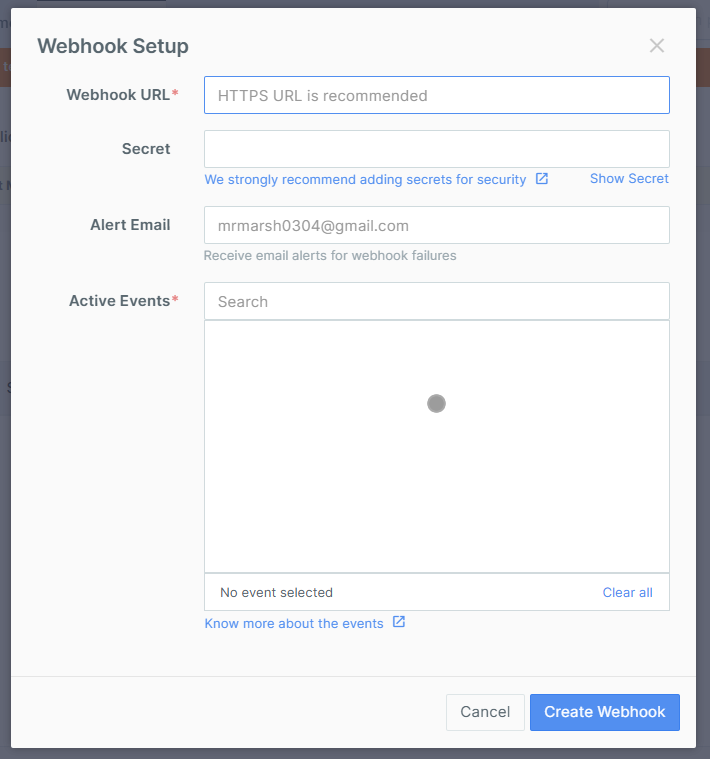 Webhook Setup
Webhook URL*
HTTPS URL is recommended
Secret
We strongly recommend adding secrets for security
Show Secret
Alert Email
mrmarsh0304@gmail.com
Receive email alerts for webhook failures
Active Events*
Search
No event selected
Clear all
Know more about the events
Cancel
Create Webhook